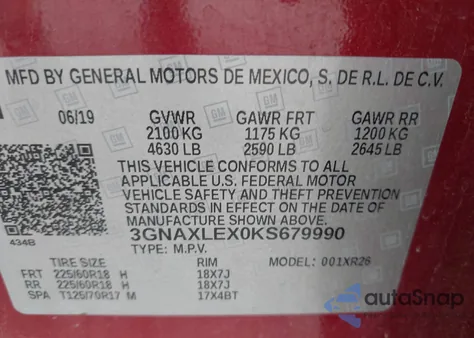 MFD BY GENERAL MOTORS DE MEXICO, S. DE R.L. DE C.V.
06/19 GVWR GAWR FRT GAWR RR
2100 KG 1175 KG 1200 KG
4630 LB 2590 LB 2645 LB
THIS VEHICLE CONFORMS TO ALL
APPLICABLE U.S. FEDERAL MOTOR
VEHICLE SAFETY AND THEFT PREVENTION
STANDARDS IN EFFECT ON THE DATE OF
MANUFACTURE SHOWN ABOVE.
434B 3GNAXLEX0KS679990
TYPE: M.P.V.
TIRE SIZE RIM MODEL: 001XR26
FRT 225/60R18 H 18X7J
RR 225/60R18 H 18X7J
SPA T125/70R17 M 17X4BT
GM
autoSnap